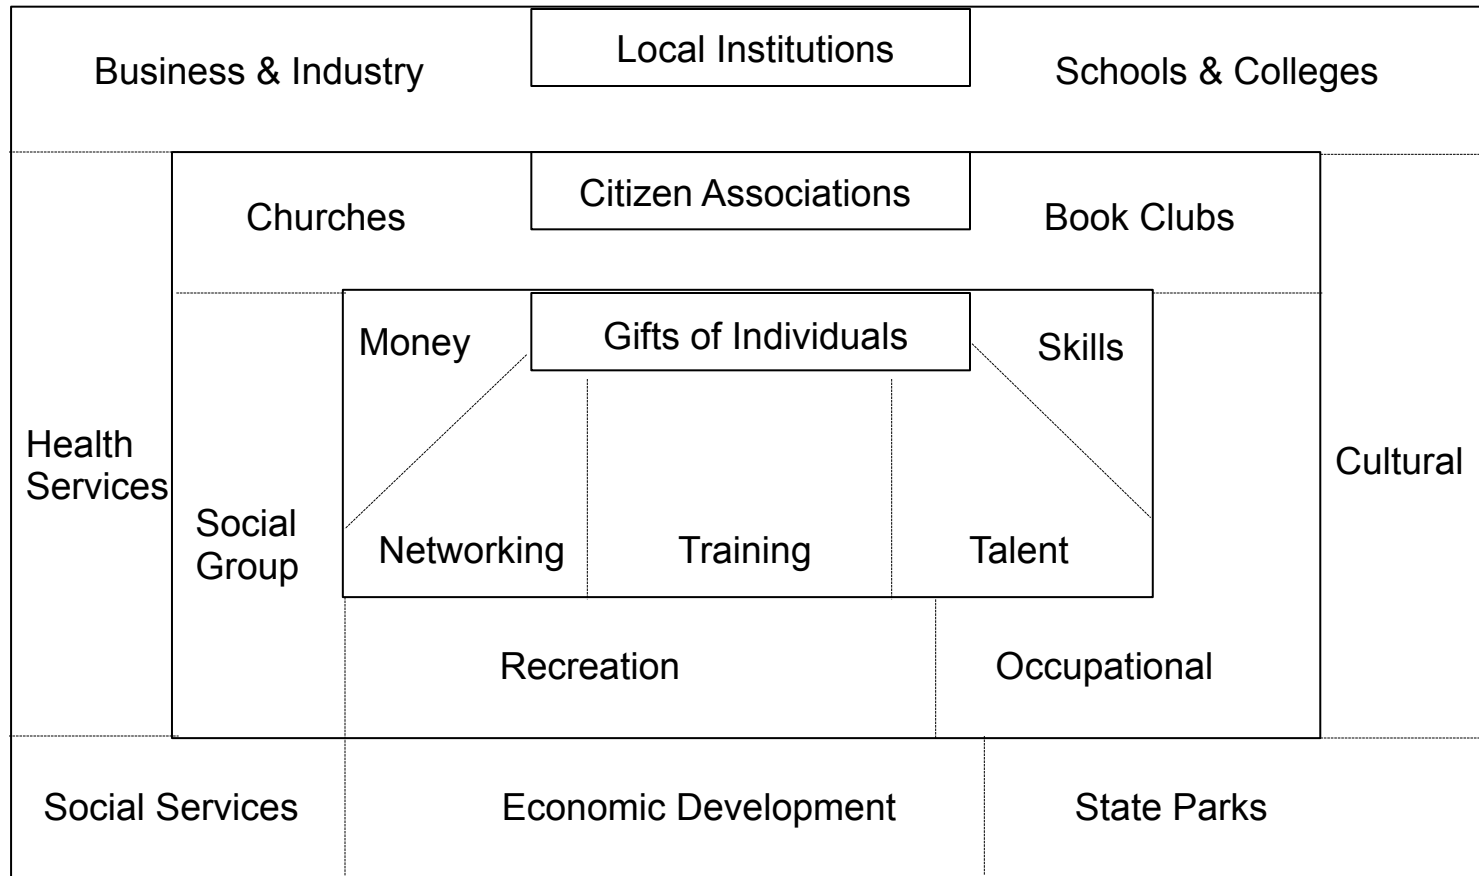 Local Institutions
Business & Industry
Schools & Colleges
Citizen Associations
Churches
Book Clubs
Gifts of Individuals
Money
Skills
Health
Services
Cultural
Social
Group
Networking
Training
Talent
Recreation
Occupational
Social Services
Economic Development
State Parks